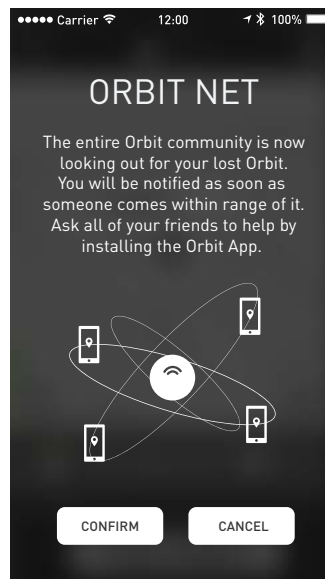 Carrier 12:00 100%
ORBIT NET
The entire Orbit community is now
looking out for your lost Orbit.
You will be notified as soon as
someone comes within range of it.
Ask all of your friends to help by
installing the Orbit App.
CONFIRM CANCEL